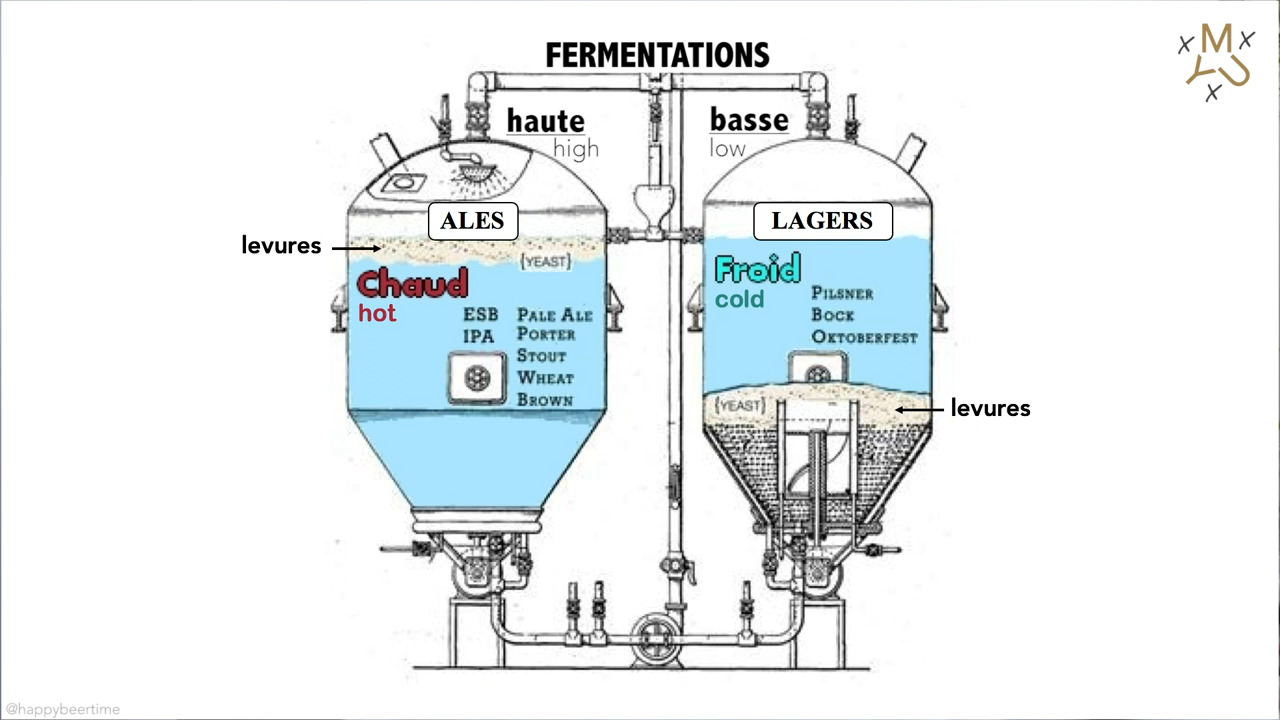 FERMENTATIONS
haute
high
basse
low
ALES
LAGERS
levures
{YEAST}
Chaud
hot
ESB
IPA
PALE ALE
PORTER
STOUT
WHEAT
BROWN
Froid
cold
PILSNER
BOCK
OKTOBERFEST
{YEAST}
levures
@happybeertime